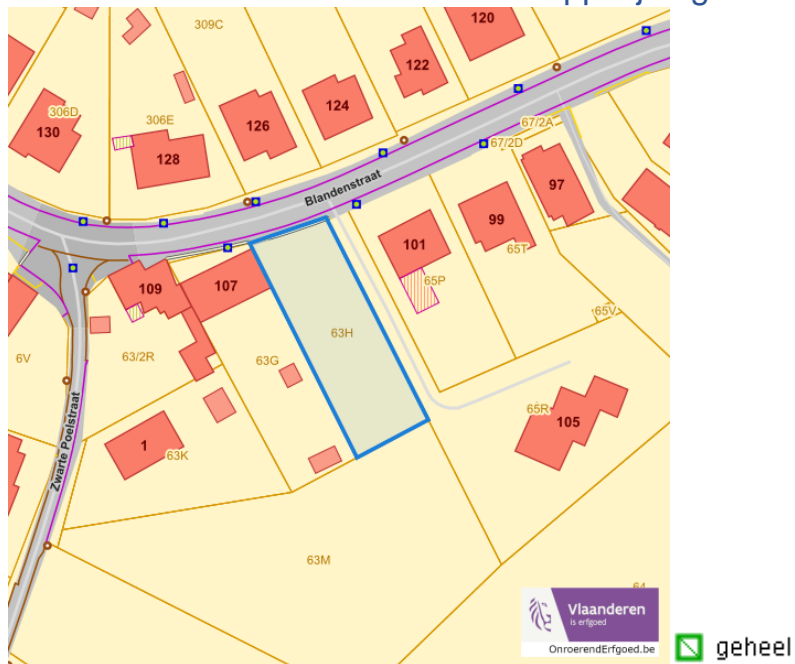 309C
120
122
306D
130
306E
126
124
128
67/2A
67/2D
97
Blandenstraat
99
101
65T
65P
109
107
63H
65V
6V
63/2R
63G
65R
105
1
63K
Zwarte Poelstraat
63M
64
Vlaanderen
is erfgoed
OnroerendErfgoed.be
geheel